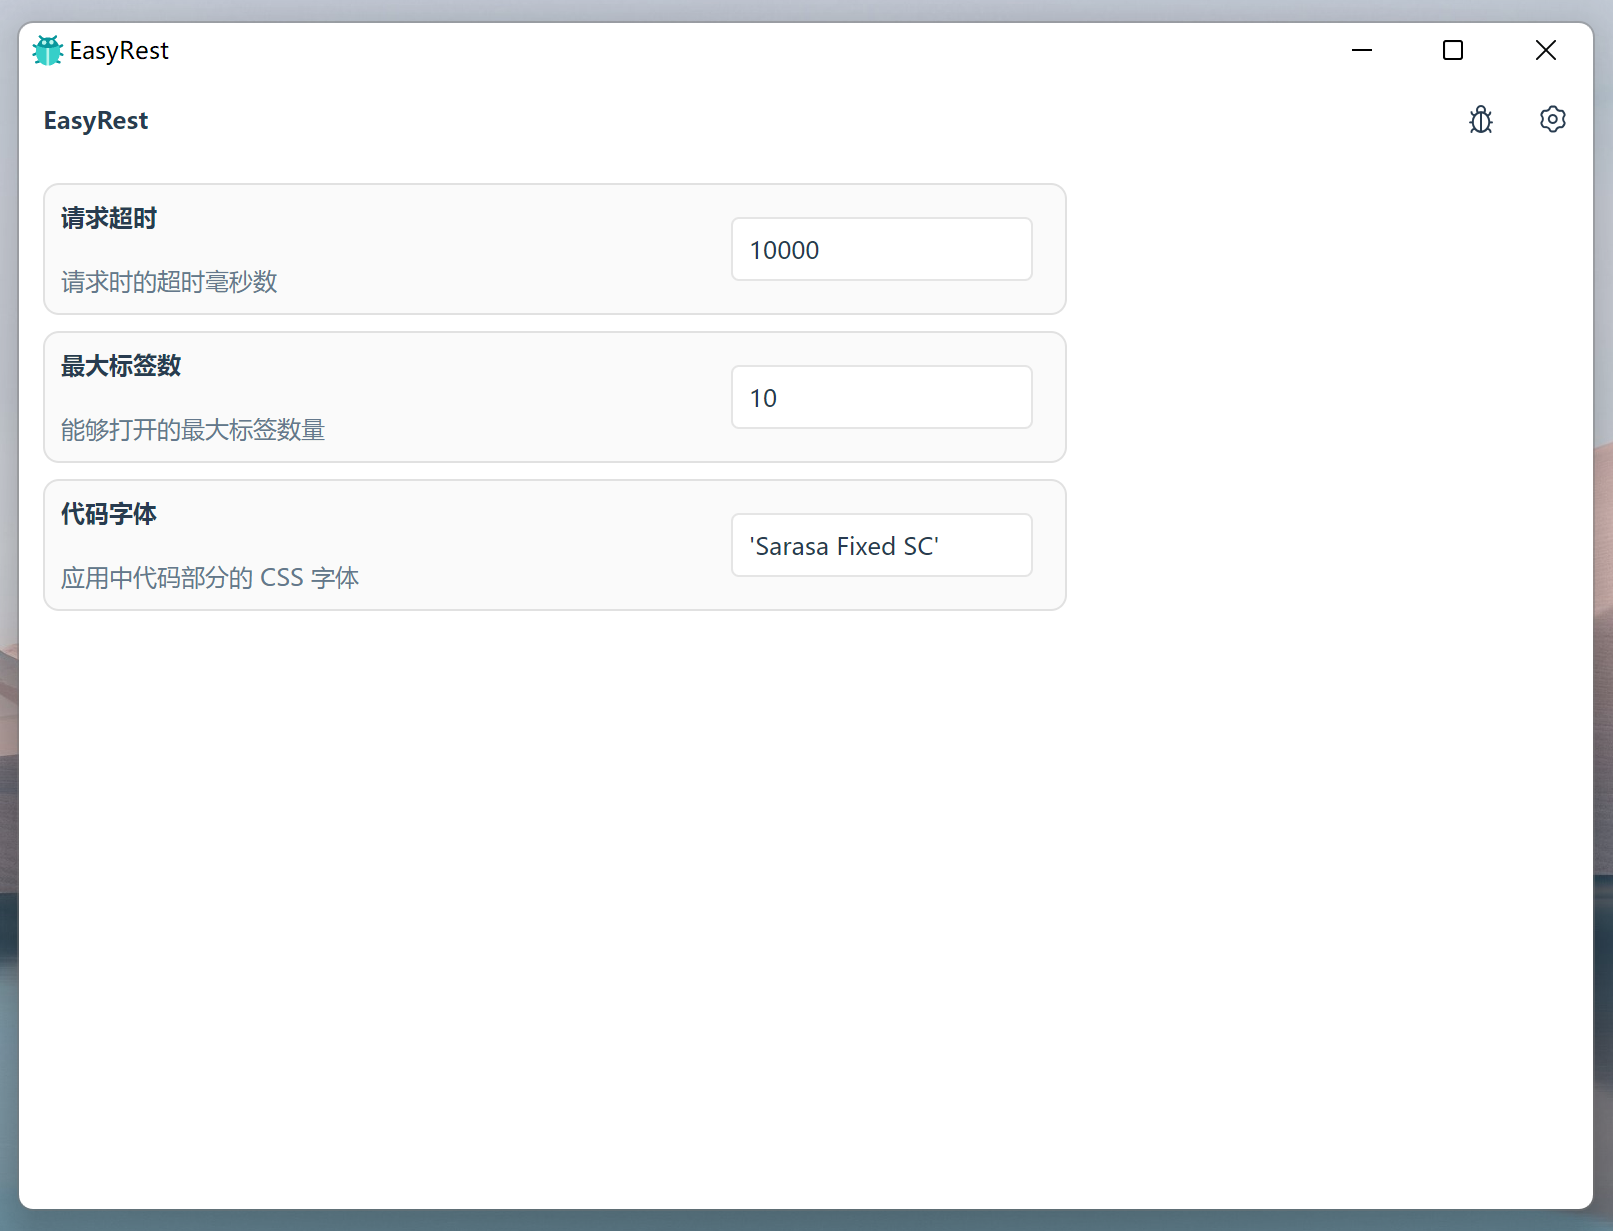 EasyRest
EasyRest
请求超时
10000
请求时的超时毫秒数
最大标签数
10
能够打开的最大标签数量
代码字体
'Sarasa Fixed SC'
应用中代码部分的 CSS 字体